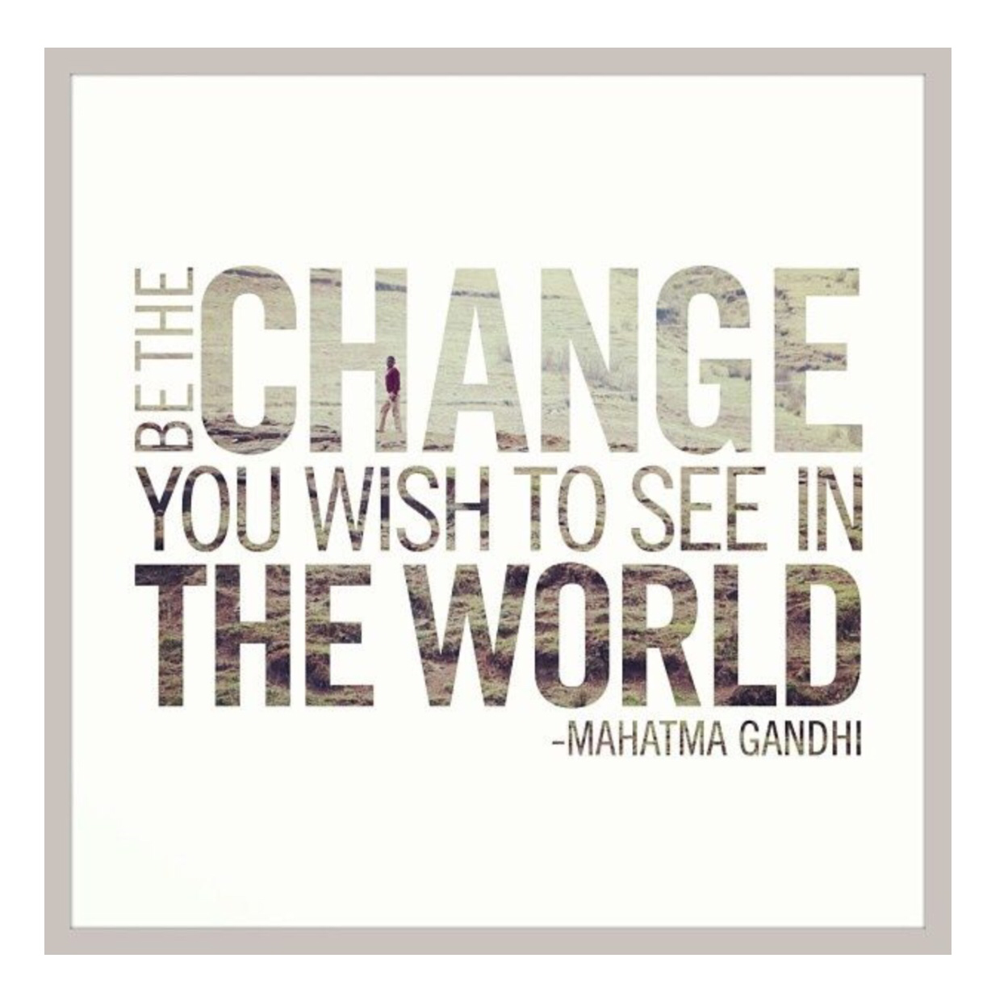 BE THE
CHANGE
YOU WISH TO SEE IN
THE WORLD
-MAHATMA GANDHI